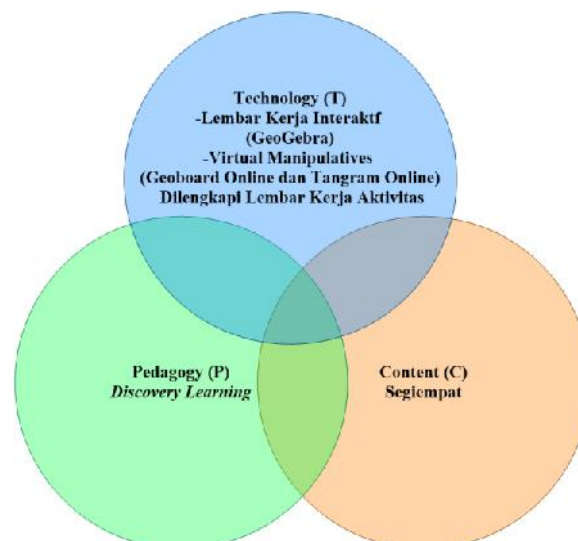 Technology (T)
-Lembar Kerja Interaktf
(GeoGebra)
-Virtual Manipulatives
(Geoboard Online dan Tangram Online)
Dilengkapi Lembar Kerja Aktivitas
Pedagogy (P)
Discovery Learning
Content (C)
Segiempat